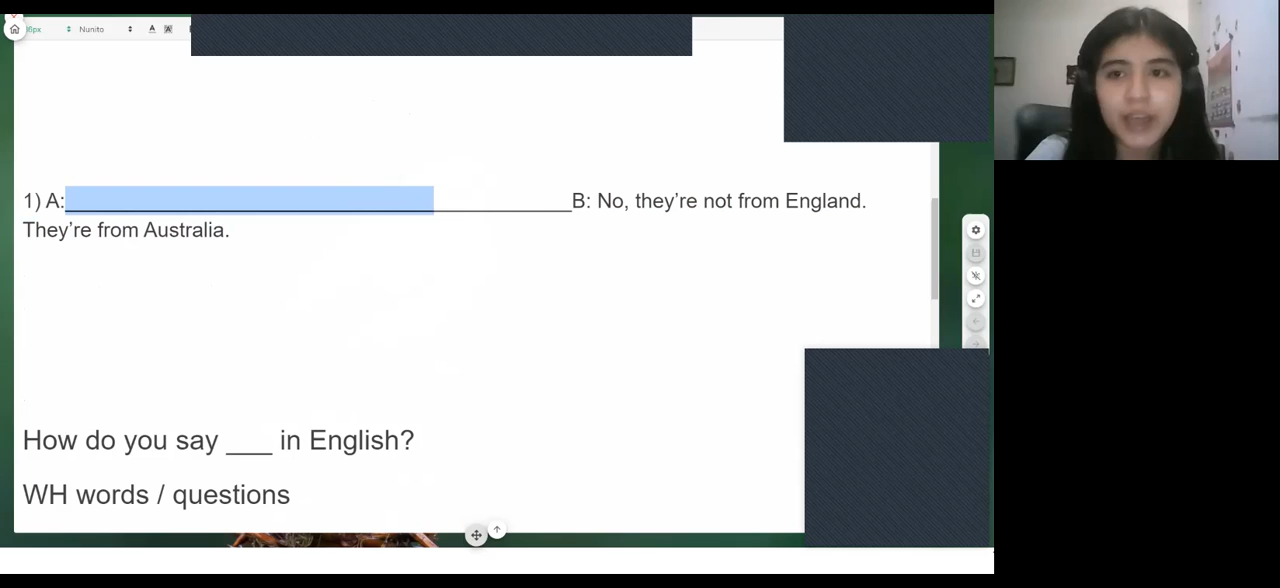 Nunito
1) A:_____________________________________________B: No, they’re not from England.
They’re from Australia.
How do you say ___ in English?
WH words / questions